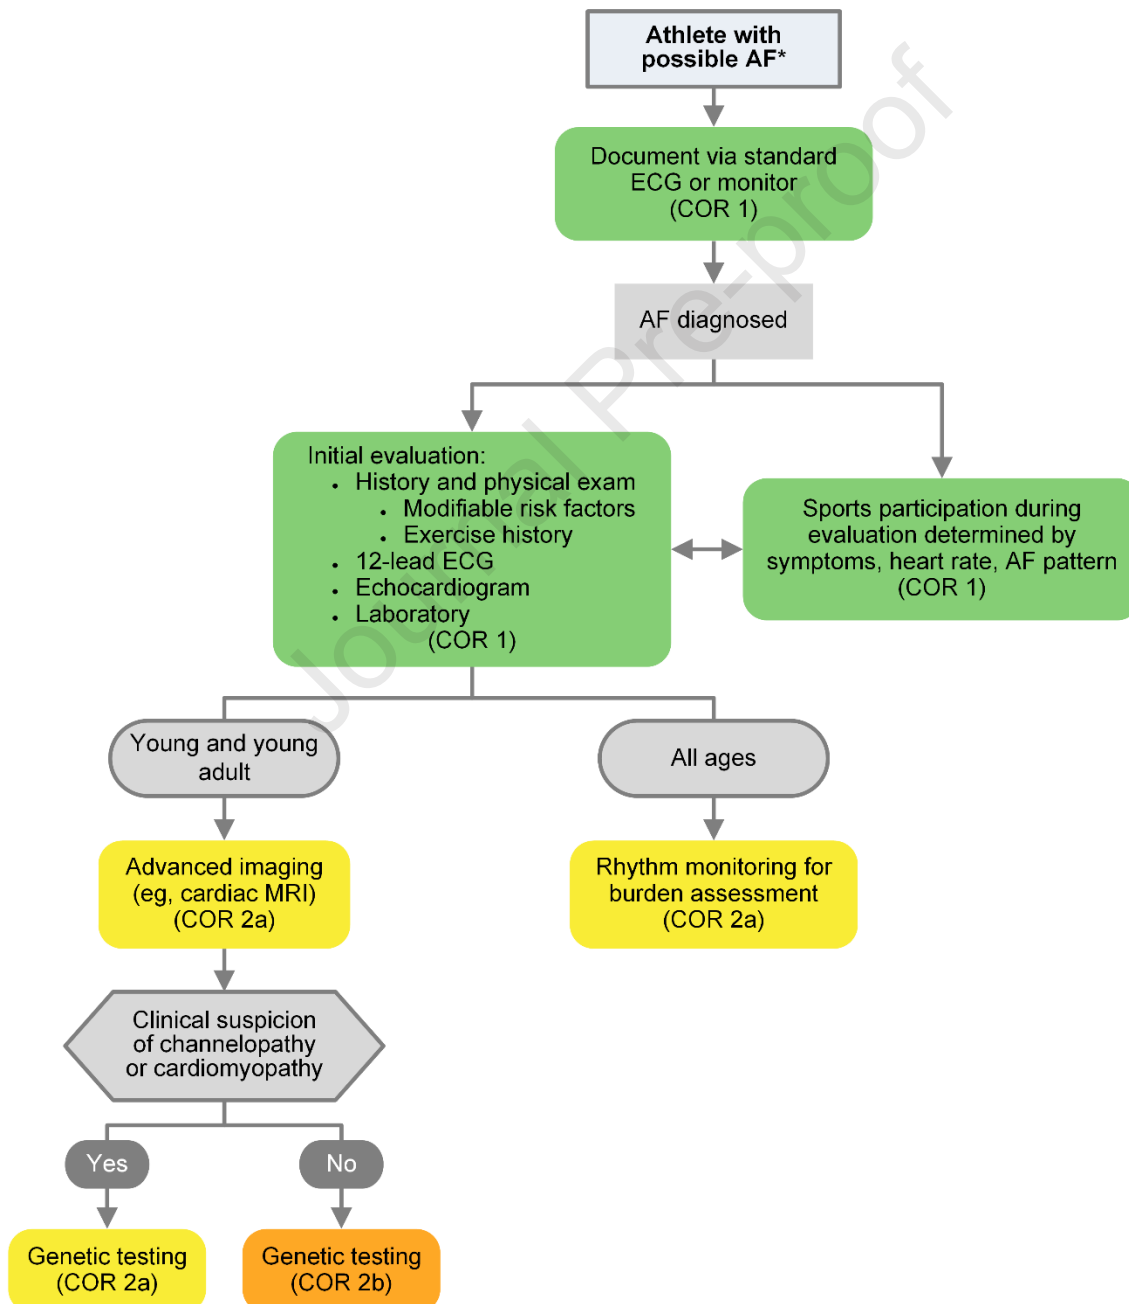 Athlete with
possible AF*
Document via standard
ECG or monitor
(COR 1)
AF diagnosed
Initial evaluation:
• History and physical exam
• Modifiable risk factors
• Exercise history
• 12-lead ECG
• Echocardiogram
• Laboratory
(COR 1)
Sports participation during
evaluation determined by
symptoms, heart rate, AF pattern
(COR 1)
Young and young
adult
All ages
Advanced imaging
(eg, cardiac MRI)
(COR 2a)
Rhythm monitoring for
burden assessment
(COR 2a)
Clinical suspicion
of channelopathy
or cardiomyopathy
Yes
No
Genetic testing
(COR 2a)
Genetic testing
(COR 2b)
Journal Pre-proof